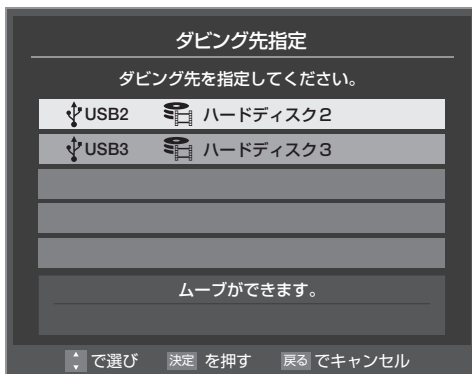 ダビング先指定
ダビング先を指定してください。
USB2 ハードディスク2
USB3 ハードディスク3
ムーブができます。
で選び 決定 を押す 戻る でキャンセル